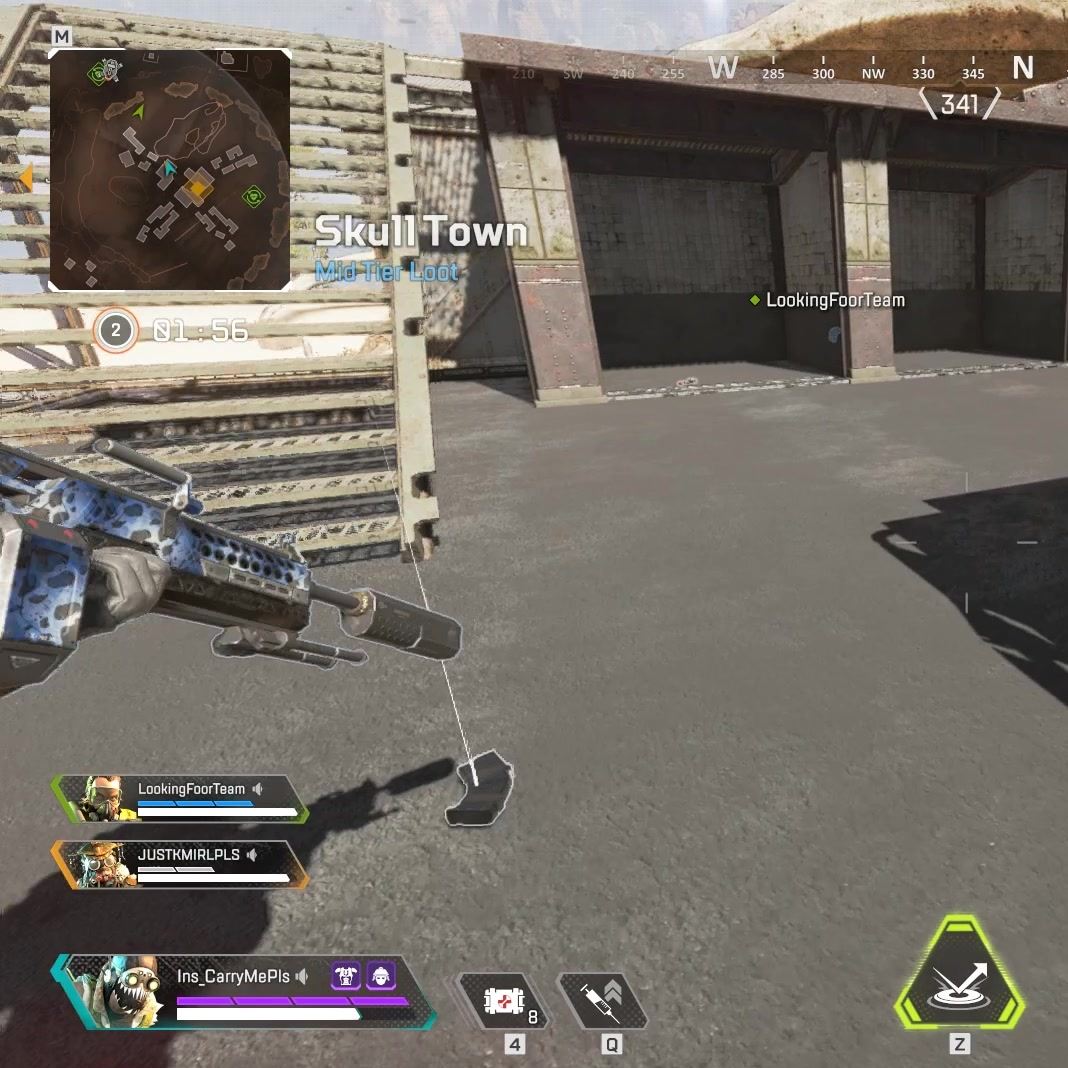 M
210 SW 240 255 W 285 300 NW 330 345 N
341
Skull Town
Mid Tier Loot
LookingFoorTeam
2 01:56
LookingFoorTeam
JUSTKMIRLPLS
Ins_CarryMePls
8
4 Q Z